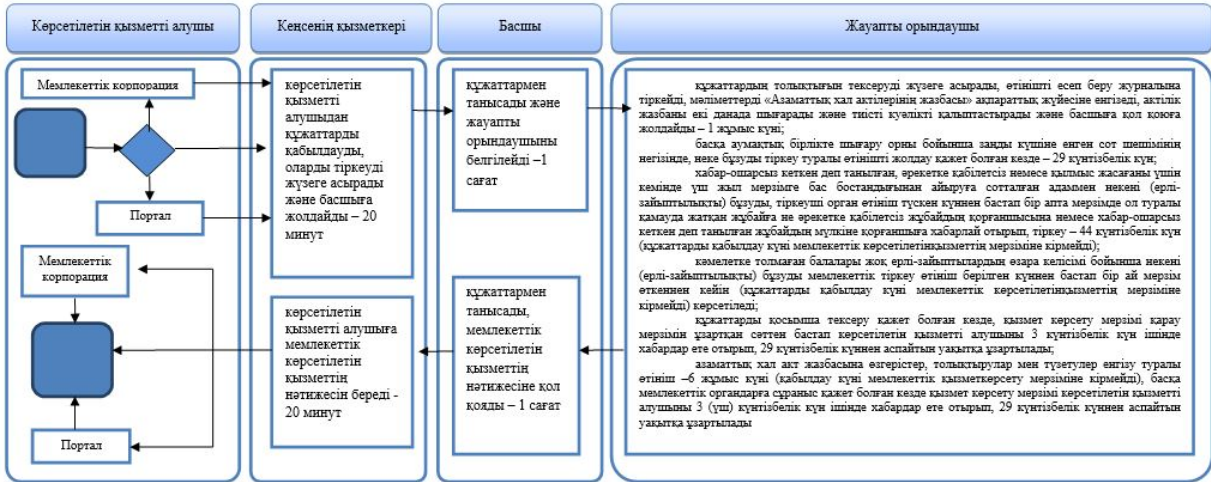 Көрсетілетін қызметті алушы
Кеңсенің қызметкері
Басшы
Жауапты орындаушы
Мемлекеттік корпорация
Портал
Мемлекеттік
корпорация
Портал
көрсетілетін
қызметті
алушыдан
құжаттарды
қабылдауды,
оларды тіркеуді
жүзеге асырады
және басшыға
жолдайды – 20
минут
көрсетілетін
қызметті алушыға
мемлекеттік
көрсетілетін
қызметтің
нәтижесін береді -
20 минут
құжаттармен
танысады және
жауапты
орындаушыны
белгілейді –1
сағат
құжаттармен
танысады,
мемлекеттік
көрсетілетін
қызметтің
нәтижесіне қол
қояды – 1 сағат
құжаттардың толықтығын тексеруді жүзеге асырады, өтінішті есеп беру журналына
тіркейді, мәліметтерді «Азаматтық хал актілерінің жазбасы» ақпараттық жүйесіне енгізеді, актілік
жазбаны екі данада шығарады және тиісті куәлікті қалыптастырады және басшыға қол қоюға
жолдайды – 1 жұмыс күні;
басқа аумақтық бірлікте шығару орны бойынша заңды күшіне енген сот шешімінің
негізінде, неке бұзуды тіркеу туралы өтінішті жолдау қажет болған кезде – 29 күнтізбелік күн;
хабар-ошарсыз кеткен деп танылған, әрекетке қабілетсіз немесе қылмыс жасағаны үшін
кемінде үш жыл мерзімге бас бостандығынан айыруға сотталған адаммен некені (ерлі-
зайыптылықты) бұзуды, тіркеуші орган өтініш түскен күннен бастап бір апта мерзімде ол туралы
қамауда жатқан жұбайға не әрекетке қабілетсіз жұбайдың қорғаншысына немесе хабар-ошарсыз
кеткен деп танылған жұбайдың мүлкіне қорғаншыға хабарлай отырып, тіркеу – 44 күнтізбелік күн
(құжаттарды қабылдау күні мемлекеттік көрсетілетінқызметтің мерзіміне кірмейді);
кәмелетке толмаған балалары жоқ ерлі-зайыптылардың өзара келісімі бойынша некені
(ерлі-зайыптылықты) бұзуды мемлекеттік тіркеу өтініш берілген күннен бастап бір ай мерзім
өткеннен кейін (құжаттарды қабылдау күні мемлекеттік көрсетілетінқызметтің мерзіміне
кірмейді) көрсетіледі;
құжаттарды қосымша тексеру қажет болған кезде, қызмет көрсету мерзімі қарау
мерзімін ұзартқан сәттен бастап көрсетілетін қызметті алушыны 3 күнтізбелік күн ішінде
хабардар ете отырып, 29 күнтізбелік күннен аспайтын уақытқа ұзартылады;
азаматтық хал акт жазбасына өзгерістер, толықтырулар мен түзетулер енгізу туралы
өтініш –6 жұмыс күні (қабылдау күні мемлекеттік қызметкөрсету мерзіміне кірмейді), басқа
мемлекеттік органдарға сұраныс қажет болған кезде қызмет көрсету мерзімі көрсетілетін қызметті
алушыны 3 (үш) күнтізбелік күн ішінде хабардар ете отырып, 29 күнтізбелік күннен аспайтын
уақытқа ұзартылады